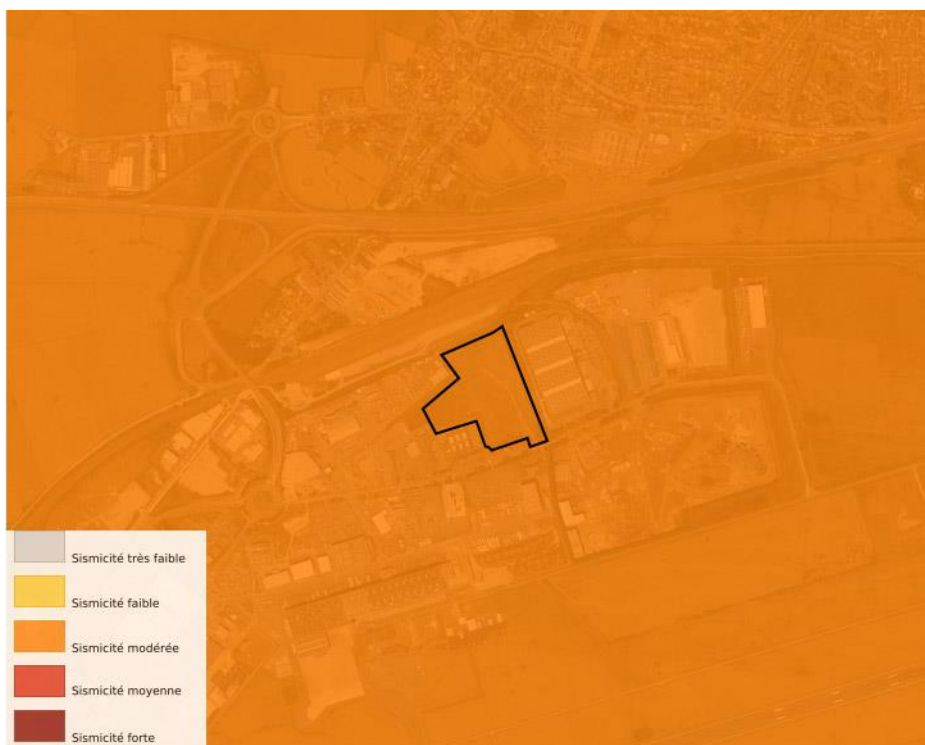 Sismicité très faible
Sismicité faible
Sismicité modérée
Sismicité moyenne
Sismicité forte